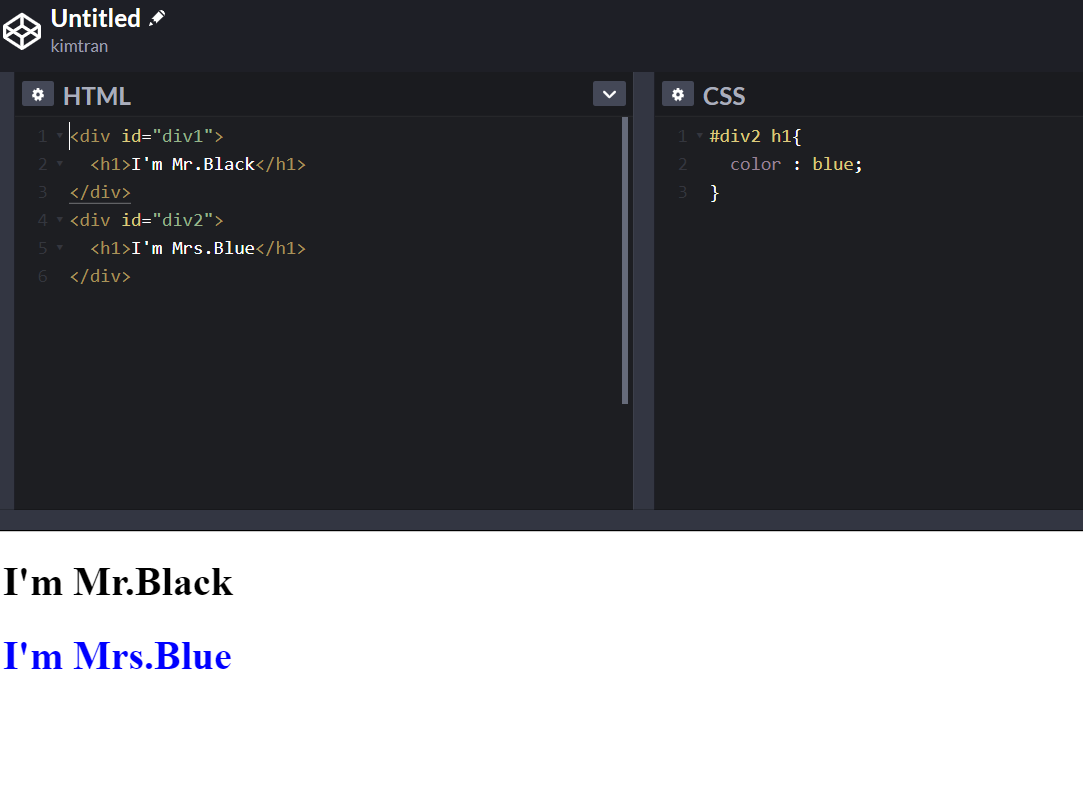 Untitled
kimtran
HTML
1 <div id="div1">
2 <h1>I'm Mr.Black</h1>
3 </div>
4 <div id="div2">
5 <h1>I'm Mrs.Blue</h1>
6 </div>
CSS
1 #div2 h1{
2 color : blue;
3 }
I'm Mr.Black
I'm Mrs.Blue